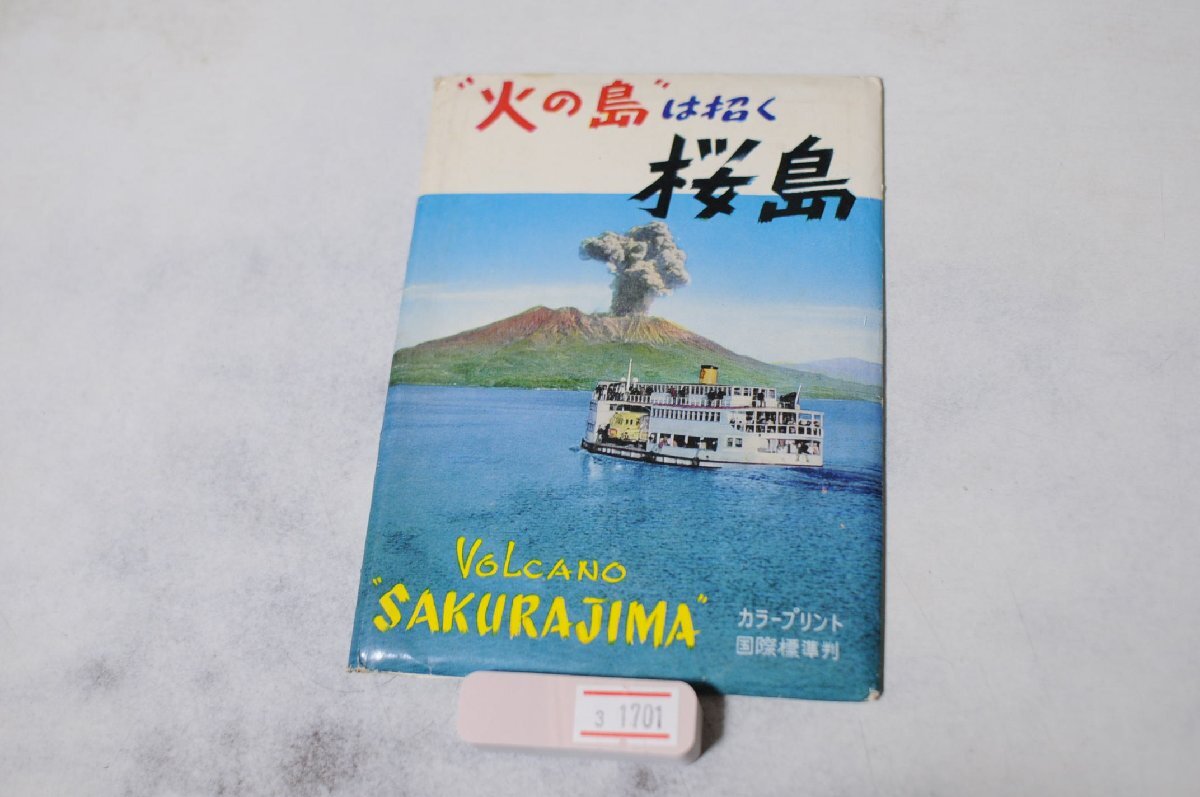 "火の島"は招く
桜島
VOLCANO
"SAKURAJIMA"
カラープリント
国際標準判
3 1701